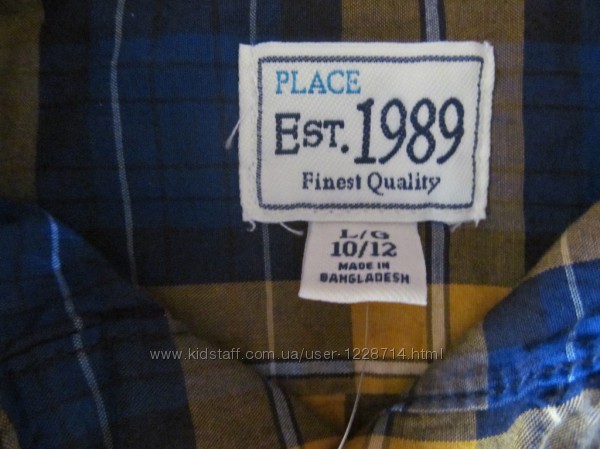 PLACE
EST. 1989
Finest Quality
L/G
10/12
MADE IN
BANGLADESH
www.kidstaff.com.ua/user-1228714.html